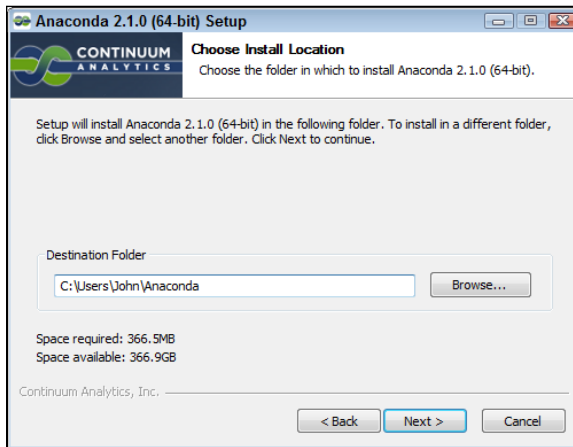 Anaconda 2.1.0 (64-bit) Setup
CONTINUUM
ANALYTICS
Choose Install Location
Choose the folder in which to install Anaconda 2.1.0 (64-bit).
Setup will install Anaconda 2.1.0 (64-bit) in the following folder. To install in a different folder,
click Browse and select another folder. Click Next to continue.
Destination Folder
C:\Users\John\Anaconda
Browse...
Space required: 366.5MB
Space available: 366.9GB
Continuum Analytics, Inc.
< Back Next > Cancel